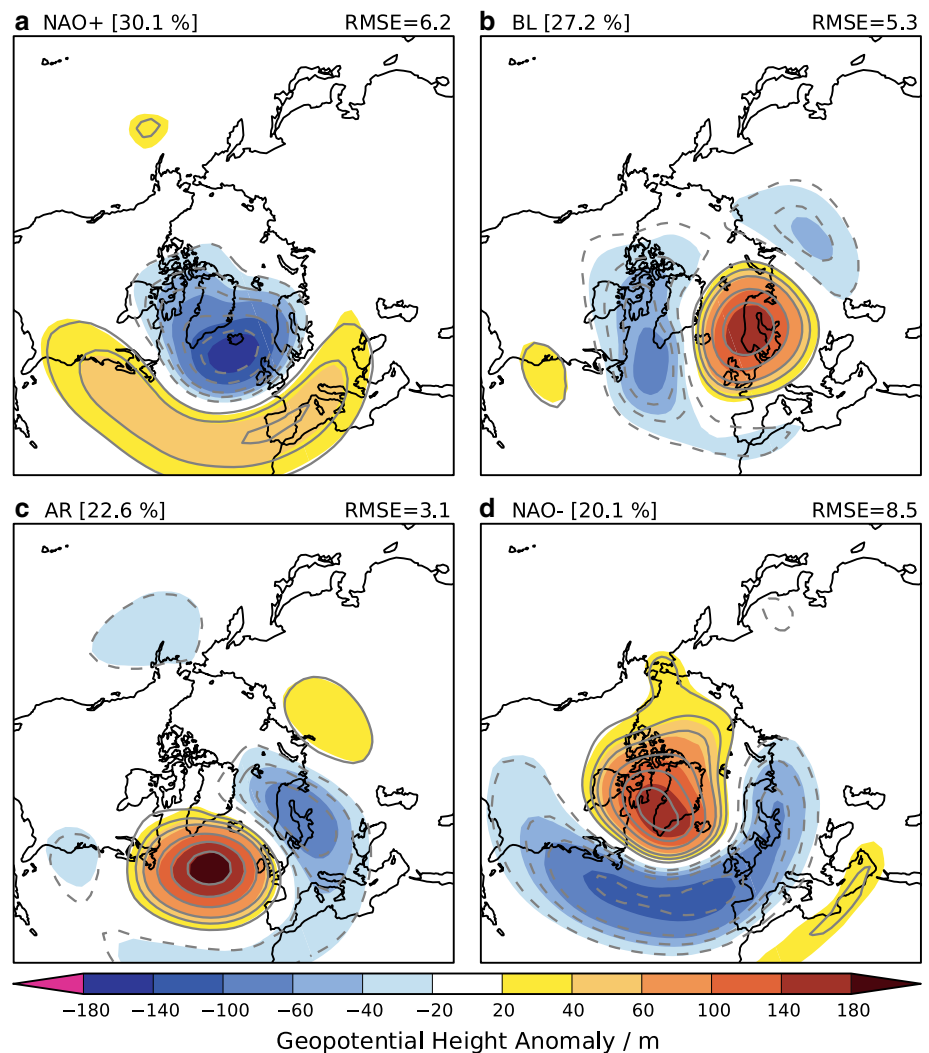 a NAO+ [30.1 %] RMSE=6.2
b BL [27.2 %] RMSE=5.3
c AR [22.6 %] RMSE=3.1
d NAO- [20.1 %] RMSE=8.5
−180 −140 −100 −60 −40 −20 20 40 60 100 140 180
Geopotential Height Anomaly / m